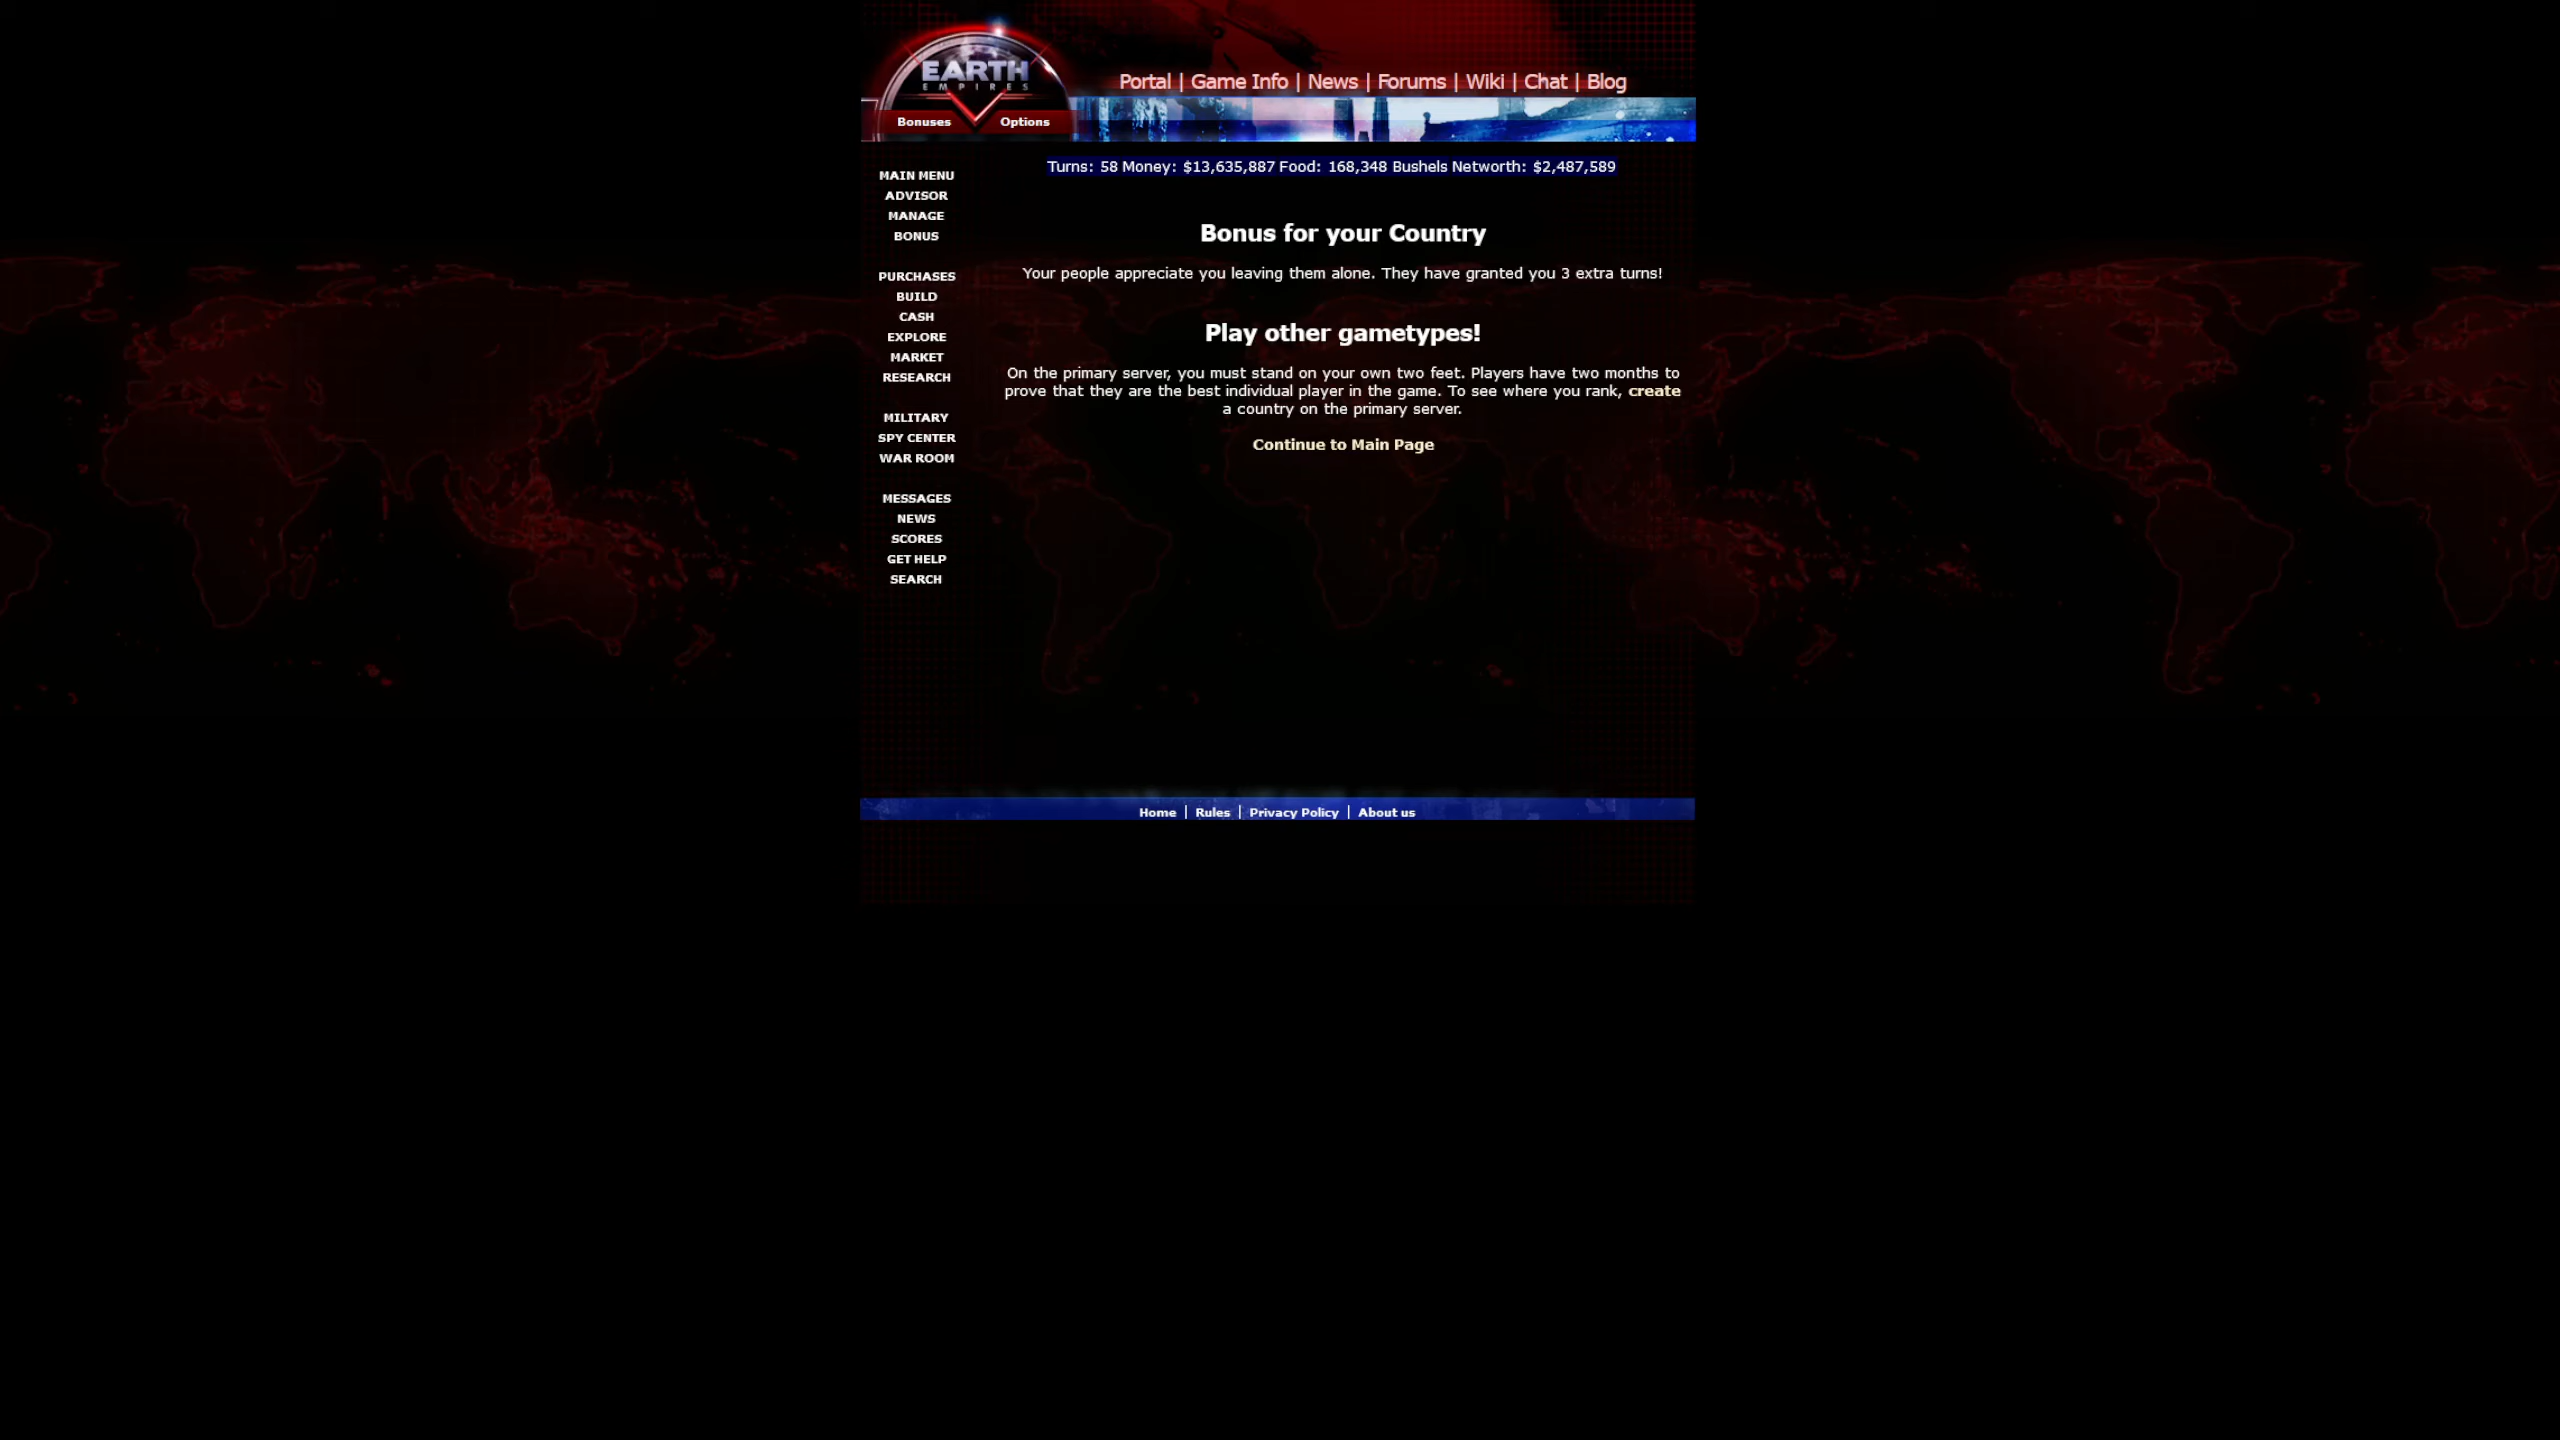 EARTH
EMPIRES
Portal | Game Info | News | Forums | Wiki | Chat | Blog
Bonuses
Options
Turns: 58 Money: $13,635,887 Food: 168,348 Bushels Networth: $2,487,589
MAIN MENU
ADVISOR
MANAGE
BONUS
PURCHASES
BUILD
CASH
EXPLORE
MARKET
RESEARCH
MILITARY
SPY CENTER
WAR ROOM
MESSAGES
NEWS
SCORES
GET HELP
SEARCH
Bonus for your Country
Your people appreciate you leaving them alone. They have granted you 3 extra turns!
Play other gametypes!
On the primary server, you must stand on your own two feet. Players have two months to
prove that they are the best individual player in the game. To see where you rank, create
a country on the primary server.
Continue to Main Page
Home | Rules | Privacy Policy | About us